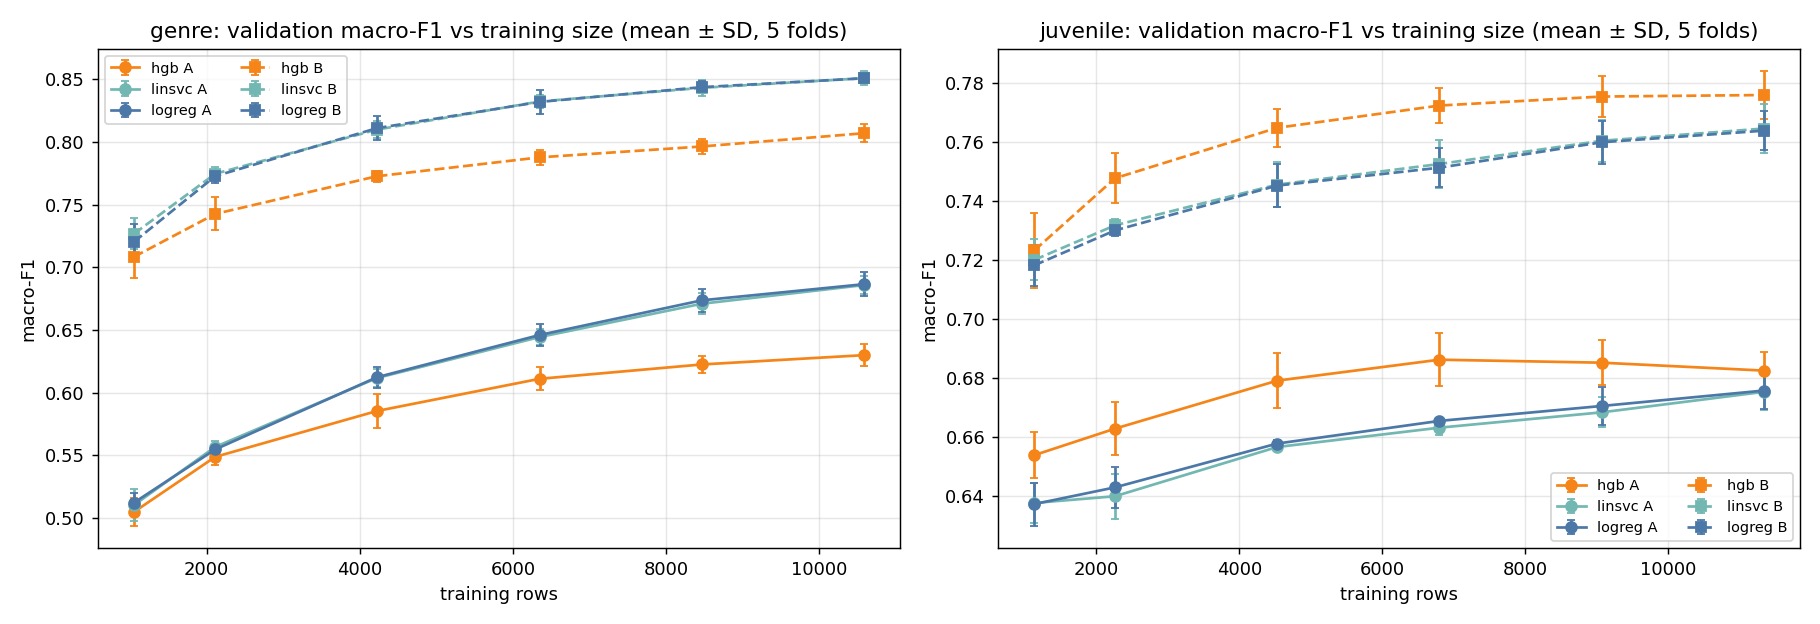 genre: validation macro-F1 vs training size (mean ± SD, 5 folds)
hgb A
linsvc A
logreg A
hgb B
linsvc B
logreg B
0.85
0.80
0.75
0.70
0.65
0.60
0.55
0.50
macro-F1
2000
4000
6000
8000
10000
training rows
juvenile: validation macro-F1 vs training size (mean ± SD, 5 folds)
0.78
0.76
0.74
0.72
0.70
0.68
0.66
0.64
macro-F1
hgb A
linsvc A
logreg A
hgb B
linsvc B
logreg B
2000
4000
6000
8000
10000
training rows